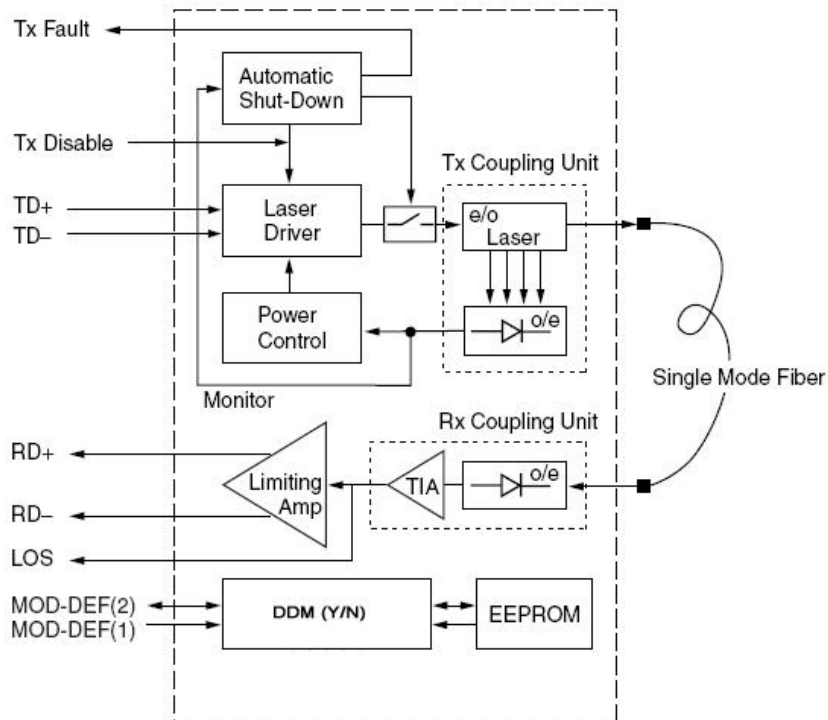 Tx Fault
Automatic
Shut-Down
Tx Disable
Tx Coupling Unit
TD+
TD–
Laser
Driver
e/o
Laser
Power
Control
o/e
Monitor
Single Mode Fiber
Rx Coupling Unit
RD+
RD–
LOS
Limiting
Amp
TIA
o/e
MOD-DEF(2)
MOD-DEF(1)
DDM (Y/N)
EEPROM